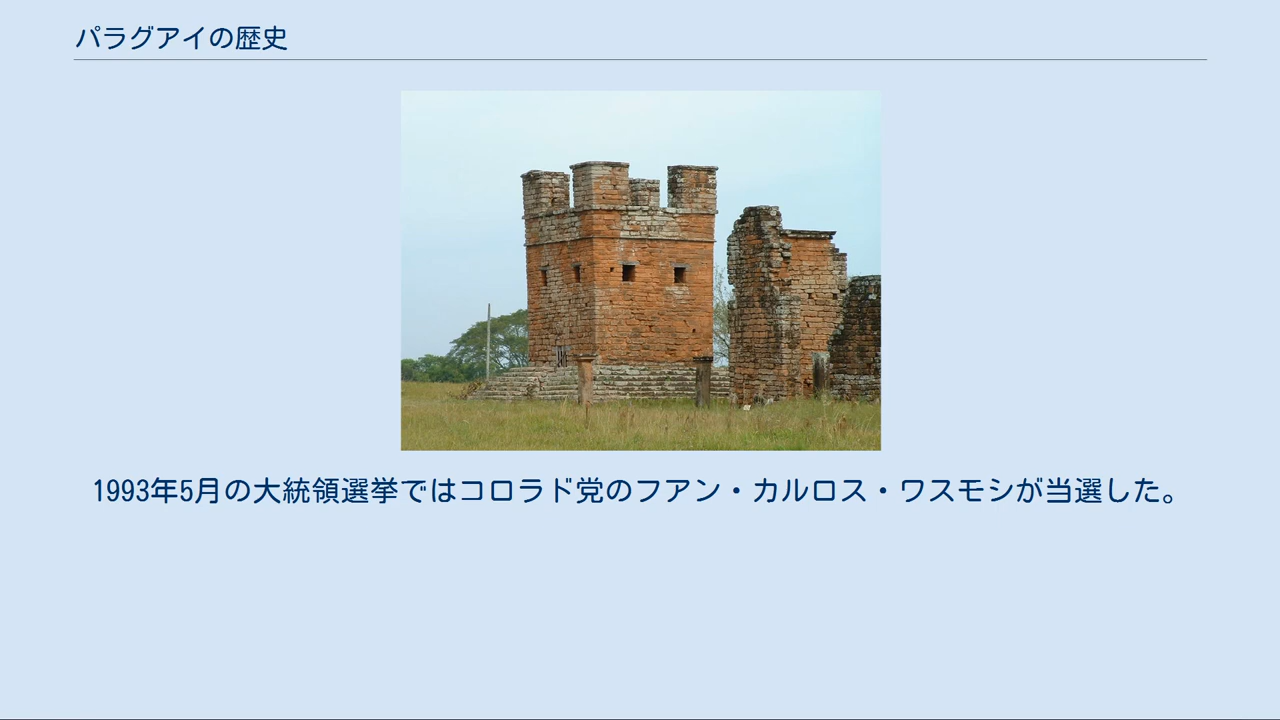 パラグアイの歴史
1993年5月の大統領選挙ではコロラド党のフアン・カルロス・ワスモシが当選した。